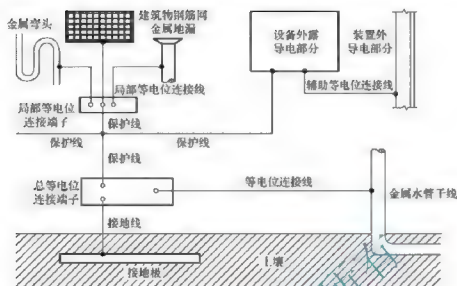 金属弯头
建筑物钢筋网
金属地漏
设备外露
导电部分
装置外
导电部分
局部等电位连接线
辅助等电位连接线
局部等电位
连接端子
保护线
保护线
保护线
保护线
总等电位
连接端子
等电位连接线
金属水管干线
接地线
土壤
接地极